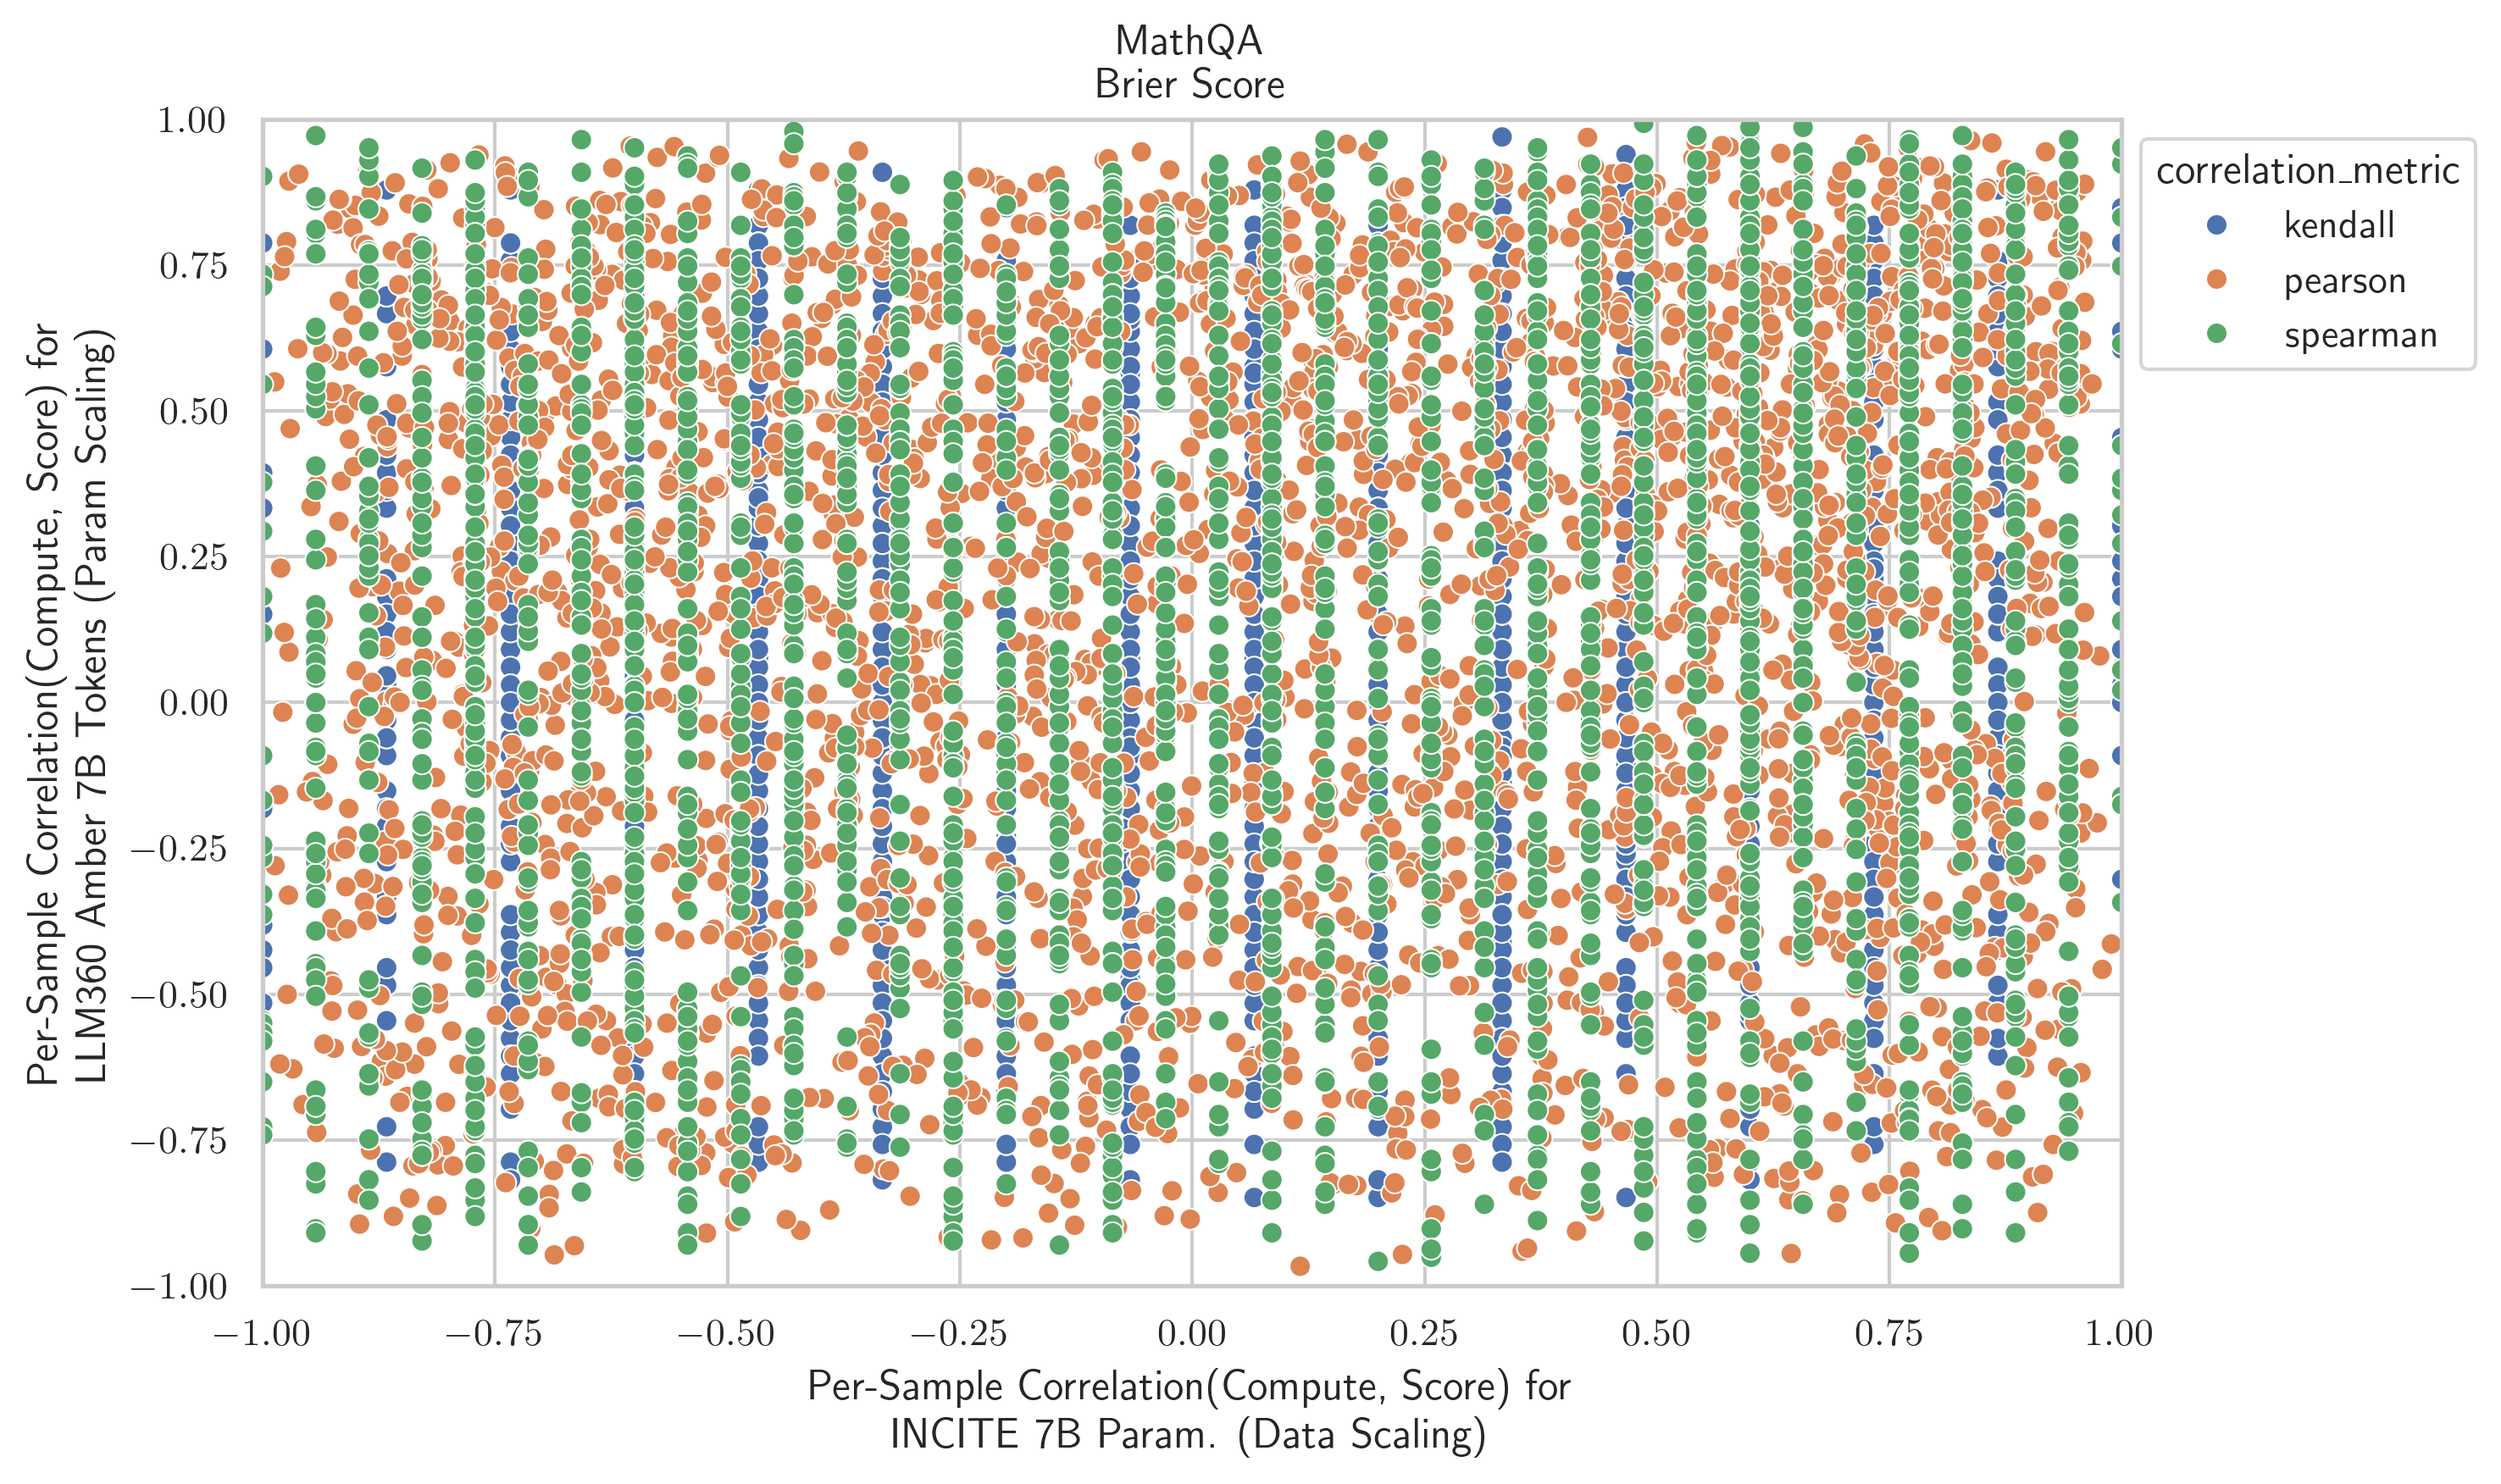 MathQA
Brier Score
Per-Sample Correlation(Compute, Score) for
LLM360 Amber 7B Tokens (Param Scaling)
1.00
0.75
0.50
0.25
0.00
−0.25
−0.50
−0.75
−1.00
−1.00
−0.75
−0.50
−0.25
0.00
0.25
0.50
0.75
1.00
Per-Sample Correlation(Compute, Score) for
INCITE 7B Param. (Data Scaling)
correlation_metric
kendall
pearson
spearman